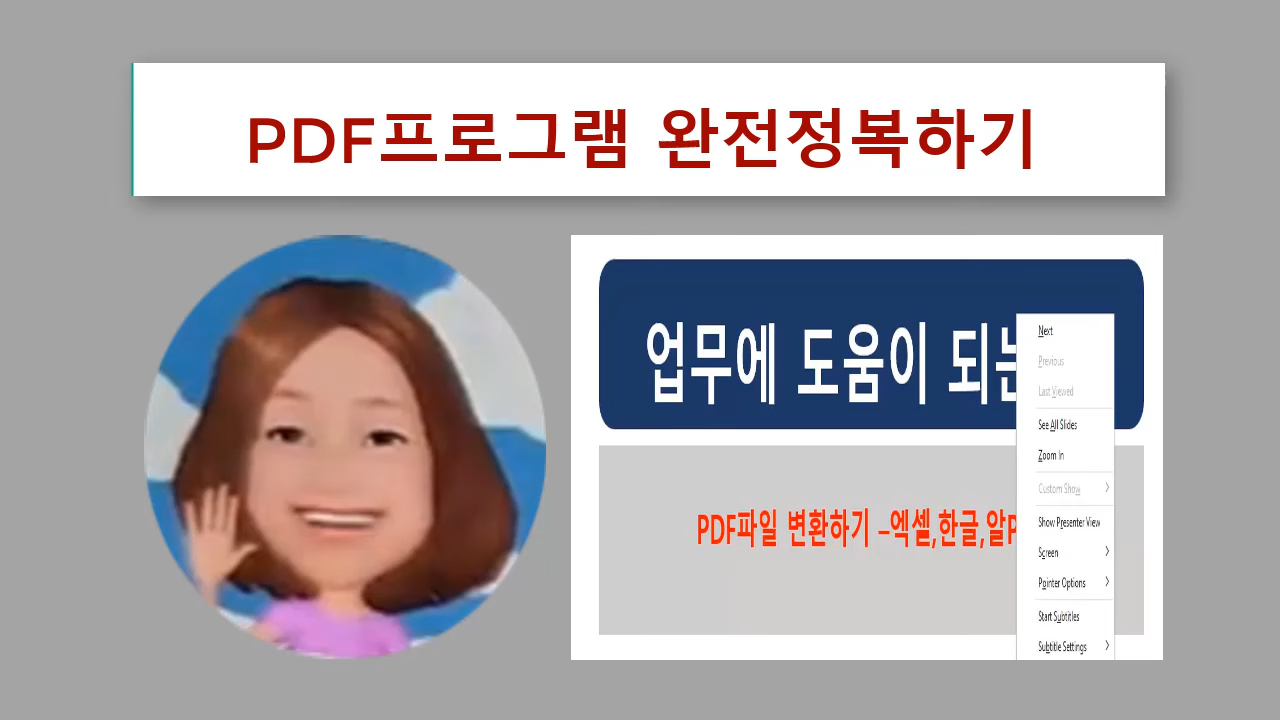 PDF프로그램 완전정복하기
업무에 도움이 되는
PDF파일 변환하기 –엑셀,한글,알P
Next
Previous
Last Viewed
See All Slides
Zoom In
Custom Show
Show Presenter View
Screen
Pointer Options
Start Subtitles
Subtitle Settings